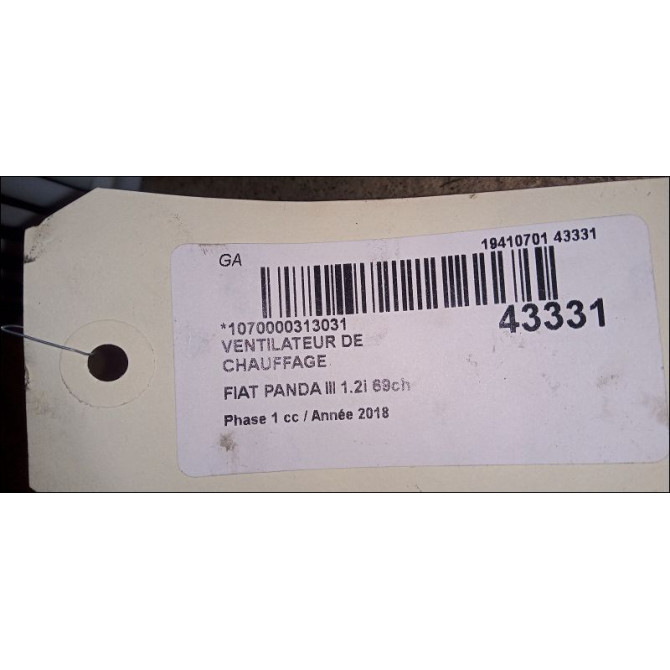 GA
19410701 43331
*1070000313031
43331
VENTILATEUR DE
CHAUFFAGE
FIAT PANDA III 1.2i 69ch
Phase 1 cc / Année 2018